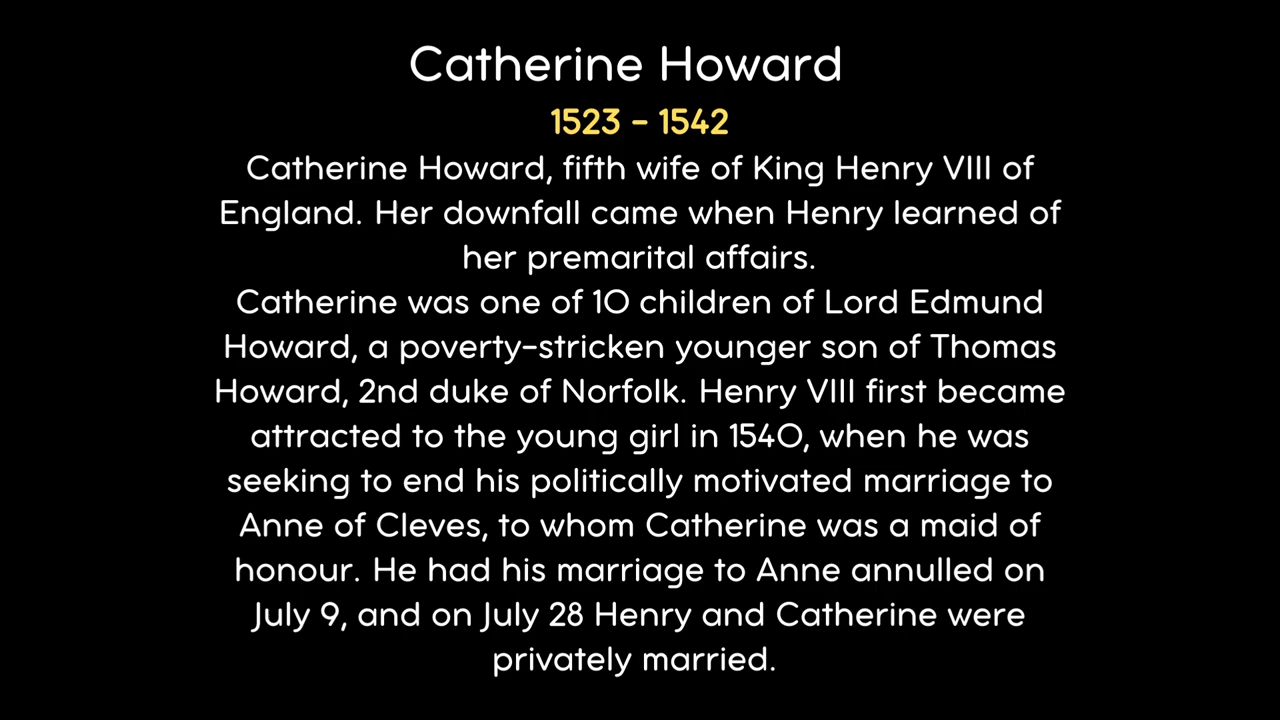 Catherine Howard
1523 - 1542
Catherine Howard, fifth wife of King Henry VIII of
England. Her downfall came when Henry learned of
her premarital affairs.
Catherine was one of 10 children of Lord Edmund
Howard, a poverty-stricken younger son of Thomas
Howard, 2nd duke of Norfolk. Henry VIII first became
attracted to the young girl in 1540, when he was
seeking to end his politically motivated marriage to
Anne of Cleves, to whom Catherine was a maid of
honour. He had his marriage to Anne annulled on
July 9, and on July 28 Henry and Catherine were
privately married.